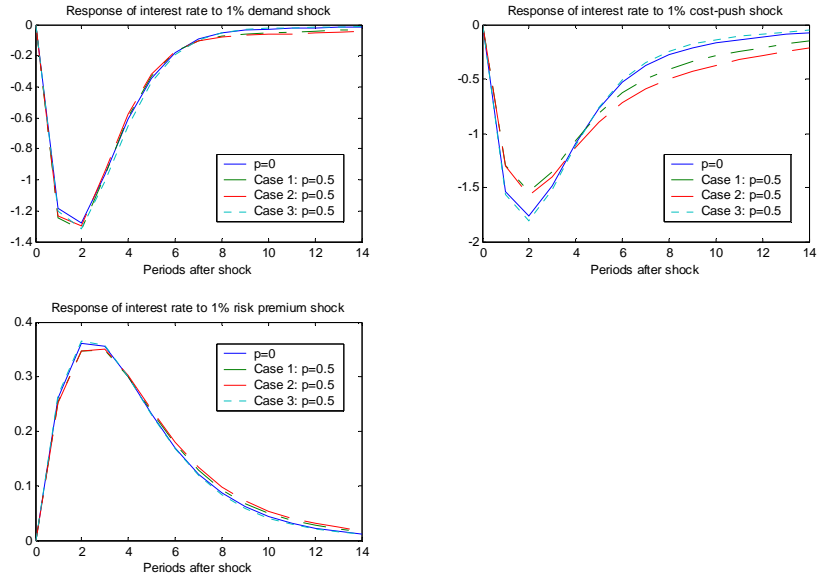 Response of interest rate to 1% demand shock
0
-0.2
-0.4
-0.6
-0.8
-1
-1.2
-1.4
0 2 4 6 8 10 12 14
Periods after shock
p=0
Case 1: p=0.5
Case 2: p=0.5
Case 3: p=0.5
Response of interest rate to 1% cost-push shock
0
-0.5
-1
-1.5
-2
0 2 4 6 8 10 12 14
Periods after shock
p=0
Case 1: p=0.5
Case 2: p=0.5
Case 3: p=0.5
Response of interest rate to 1% risk premium shock
0.4
0.3
0.2
0.1
0
0 2 4 6 8 10 12 14
Periods after shock
p=0
Case 1: p=0.5
Case 2: p=0.5
Case 3: p=0.5